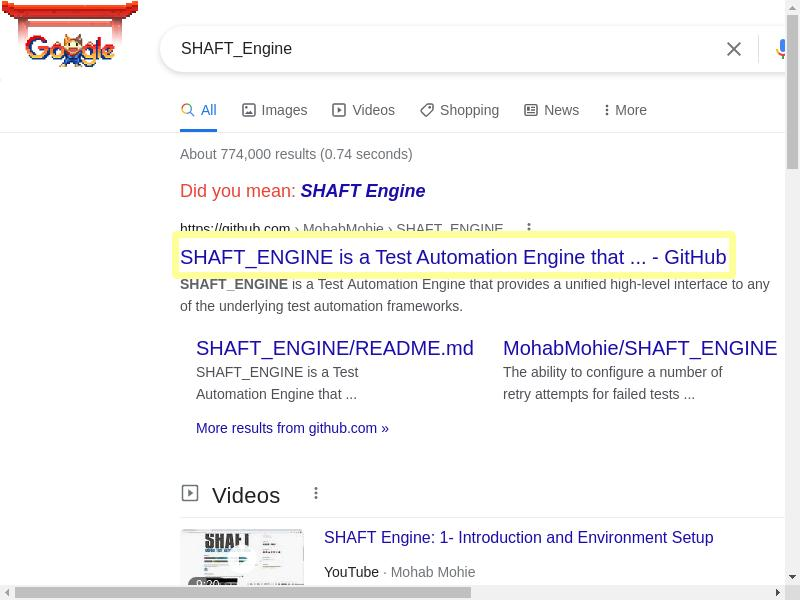 Google
SHAFT_Engine
All Images Videos Shopping News More
About 774,000 results (0.74 seconds)
Did you mean: SHAFT Engine
https://github.com › MohabMohie › SHAFT_ENGINE
SHAFT_ENGINE is a Test Automation Engine that ... - GitHub
SHAFT_ENGINE is a Test Automation Engine that provides a unified high-level interface to any
of the underlying test automation frameworks.
SHAFT_ENGINE/README.md
SHAFT_ENGINE is a Test
Automation Engine that ...
MohabMohie/SHAFT_ENGINE
The ability to configure a number of
retry attempts for failed tests ...
More results from github.com »
Videos
SHAFT
9:20
SHAFT Engine: 1- Introduction and Environment Setup
YouTube · Mohab Mohie